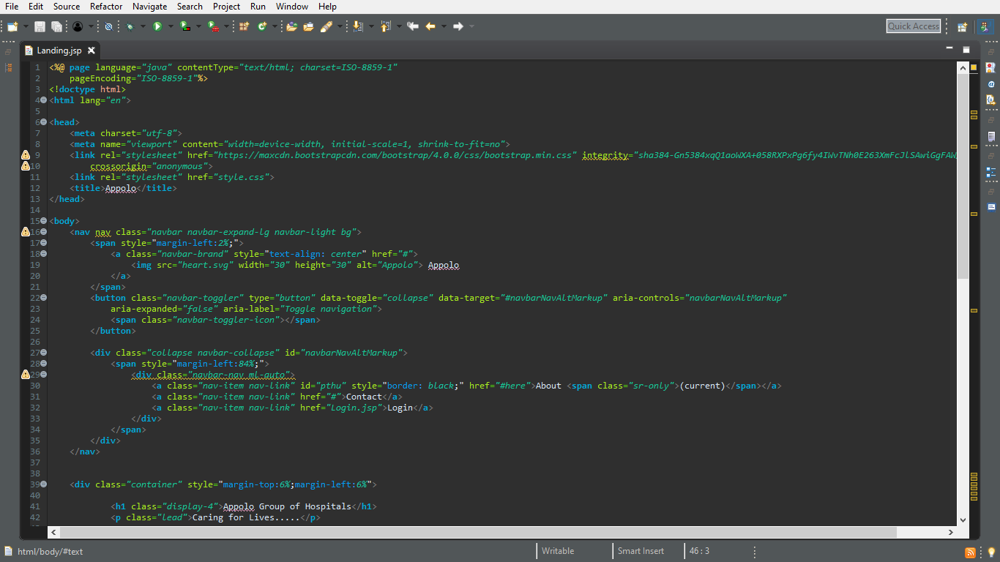 File Edit Source Refactor Navigate Search Project Run Window Help
Quick Access
Landing.jsp
1 <%@ page language="java" contentType="text/html; charset=ISO-8859-1"
2 pageEncoding="ISO-8859-1"%>
3 <!doctype html>
4 <html lang="en">
5
6 <head>
7 <meta charset="utf-8">
8 <meta name="viewport" content="width=device-width, initial-scale=1, shrink-to-fit=no">
9 <link rel="stylesheet" href="https://maxcdn.bootstrapcdn.com/bootstrap/4.0.0/css/bootstrap.min.css" integrity="sha384-Gn5384xqQ1aoWXA+058RXPxPg6fy4IWvTNh0E263XmFcJlSAwiGgFAW
10 crossorigin="anonymous">
11 <link rel="stylesheet" href="style.css">
12 <title>Appolo</title>
13 </head>
14
15 <body>
16 <nav nav class="navbar navbar-expand-lg navbar-light bg">
17 <span style="margin-left:2%;">
18 <a class="navbar-brand" style="text-align: center" href="#">
19 <img src="heart.svg" width="30" height="30" alt="Appolo"> Appolo
20 </a>
21 </span>
22 <button class="navbar-toggler" type="button" data-toggle="collapse" data-target="#navbarNavAltMarkup" aria-controls="navbarNavAltMarkup"
23 aria-expanded="false" aria-label="Toggle navigation">
24 <span class="navbar-toggler-icon"></span>
25 </button>
26
27 <div class="collapse navbar-collapse" id="navbarNavAltMarkup">
28 <span style="margin-left:84%;">
29 <div class="navbar-nav ml-auto">
30 <a class="nav-item nav-link" id="pthu" style="border: black;" href="#here">About <span class="sr-only">(current)</span></a>
31 <a class="nav-item nav-link" href="#">Contact</a>
32 <a class="nav-item nav-link" href="Login.jsp">Login</a>
33 </div>
34 </span>
35 </div>
36 </nav>
37
38
39 <div class="container" style="margin-top:6%;margin-left:6%">
40
41 <h1 class="display-4">Appolo Group of Hospitals</h1>
42 <p class="lead">Caring for Lives.....</p>
html/body/#text Writable Smart Insert 46 : 3